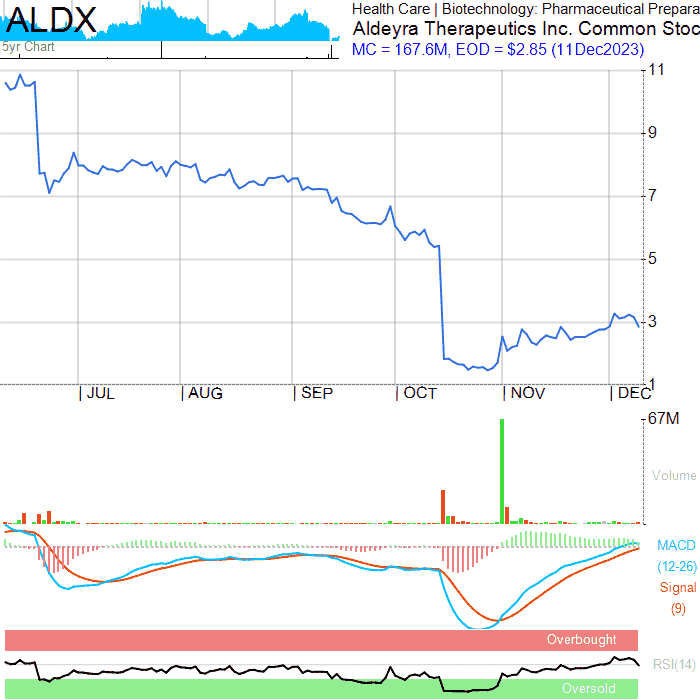 ALDX
5yr Chart
Health Care | Biotechnology: Pharmaceutical Prepara
Aldeyra Therapeutics Inc. Common Stoc
MC = 167.6M, EOD = $2.85 (11Dec2023)
11
9
7
5
3
1
| JUL | AUG | SEP | OCT | NOV | DEC
67M
Volume
MACD
(12-26)
Signal
(9)
Overbought
RSI(14)
Oversold